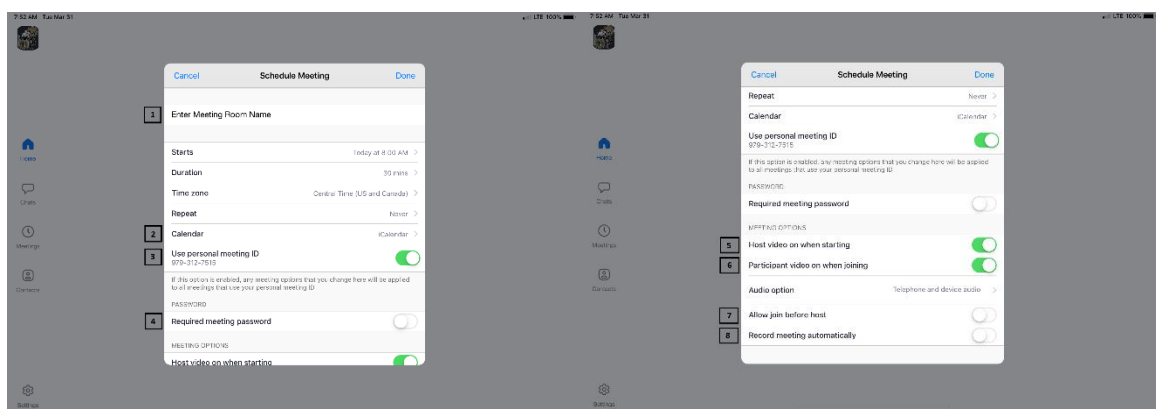 7:52 AM Tue Mar 31
LTE 100%
Cancel
Schedule Meeting
Done
1
Enter Meeting Room Name
Starts
Today at 8:00 AM
Duration
30 mins
Time zone
Central Time (US and Canada)
Repeat
Never
2
Calendar
iCalendar
3
Use personal meeting ID
979-312-7515
If this option is enabled, any meeting options that you change here will be applied
to all meetings that use your personal meeting ID
PASSWORD
4
Required meeting password
MEETING OPTIONS
Host video on when starting
Home
Chats
Meetings
Contacts
Settings
7:52 AM Tue Mar 31
LTE 100%
Cancel
Schedule Meeting
Done
Repeat
Never
Calendar
iCalendar
Use personal meeting ID
979-312-7515
If this option is enabled, any meeting options that you change here will be applied
to all meetings that use your personal meeting ID
PASSWORD
Required meeting password
MEETING OPTIONS
5
Host video on when starting
6
Participant video on when joining
Audio option
Telephone and device audio
7
Allow join before host
8
Record meeting automatically
Home
Chats
Meetings
Contacts
Settings